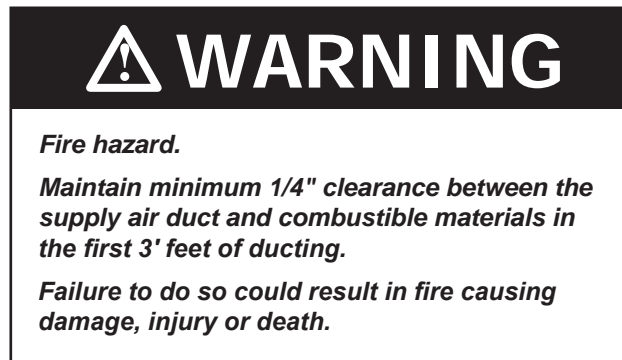 WARNING
Fire hazard.
Maintain minimum 1/4" clearance between the
supply air duct and combustible materials in
the first 3' feet of ducting.
Failure to do so could result in fire causing
damage, injury or death.